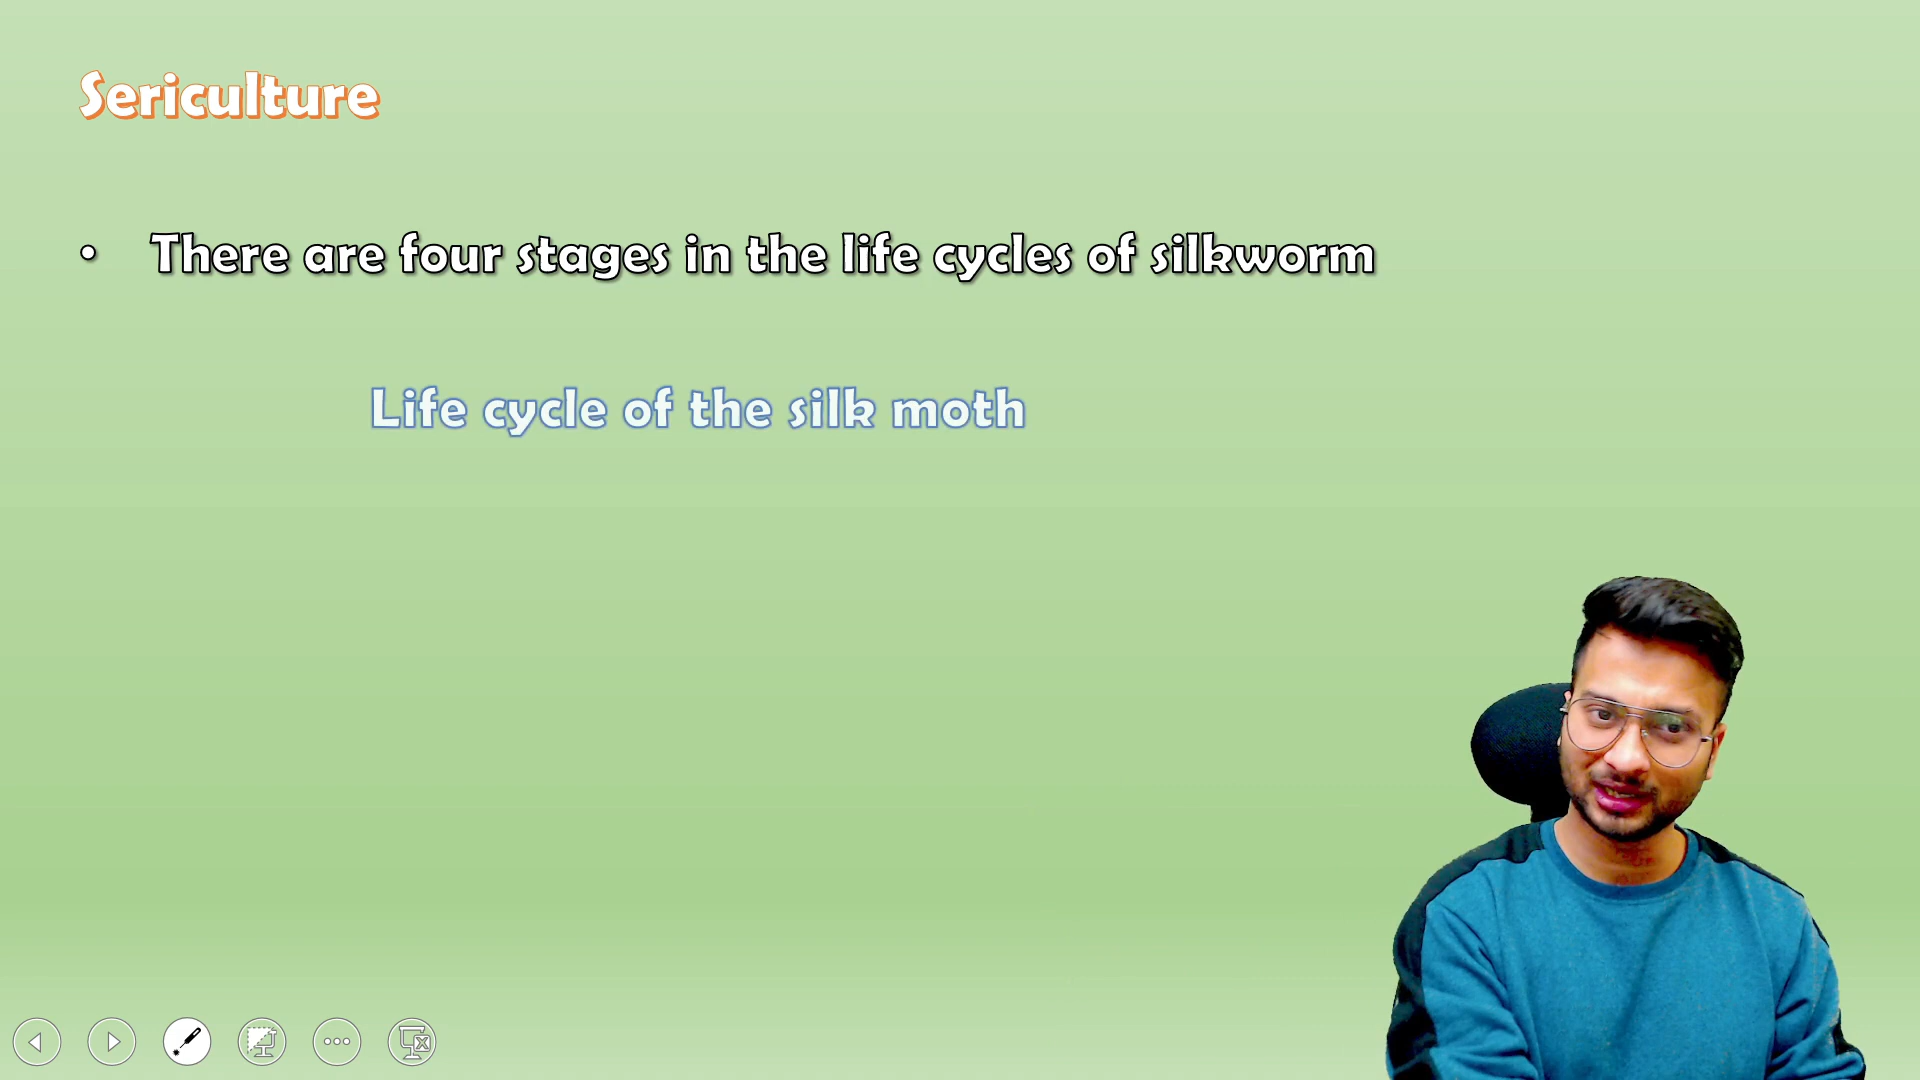 Sericulture
• There are four stages in the life cycles of silkworm
Life cycle of the silk moth